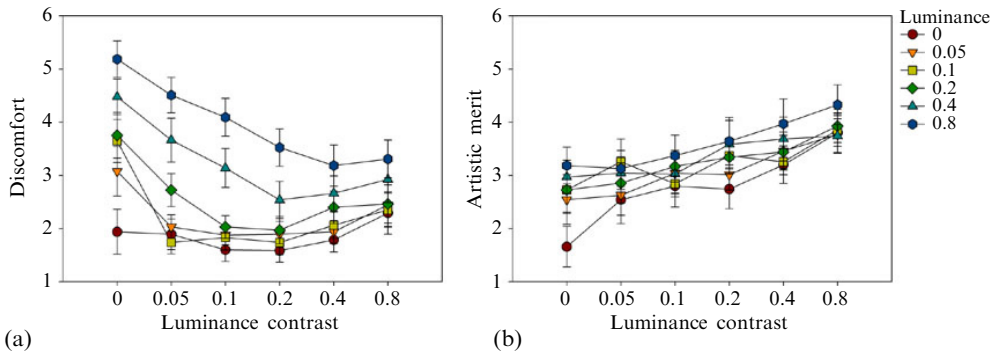 6
5
4
3
2
1
Discomfort
0 0.05 0.1 0.2 0.4 0.8
Luminance contrast
(a)
6
5
4
3
2
1
Artistic merit
0 0.05 0.1 0.2 0.4 0.8
Luminance contrast
(b)
Luminance
0
0.05
0.1
0.2
0.4
0.8